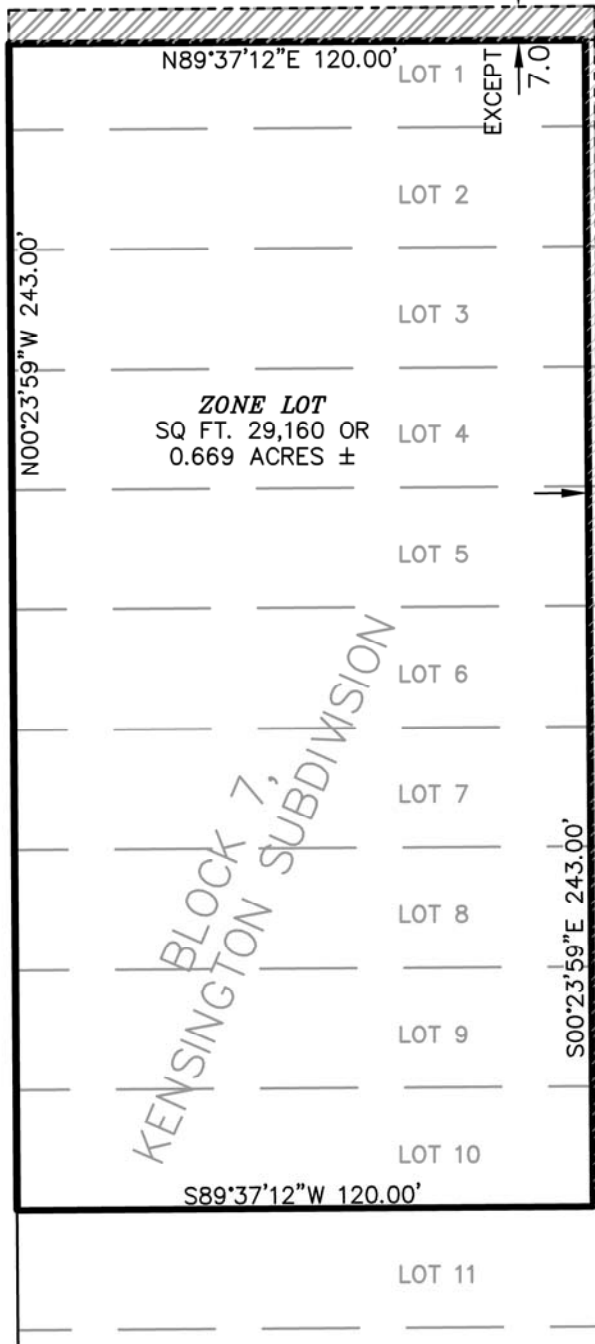 N89°37'12"E 120.00'
LOT 1
EXCEPT
7.0
LOT 2
N00°23'59"W 243.00'
LOT 3
ZONE LOT
SQ FT. 29,160 OR
0.669 ACRES ±
LOT 4
LOT 5
LOT 6
BLOCK 7,
KENSINGTON SUBDIVISION
LOT 7
LOT 8
S00°23'59"E 243.00'
LOT 9
LOT 10
S89°37'12"W 120.00'
LOT 11